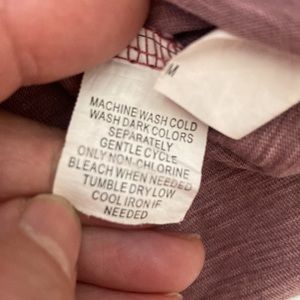 M
MACHINE WASH COLD
WASH DARK COLORS
SEPARATELY
GENTLE CYCLE
ONLY NON-CHLORINE
BLEACH WHEN NEEDED
TUMBLE DRY LOW
COOL IRON IF
NEEDED